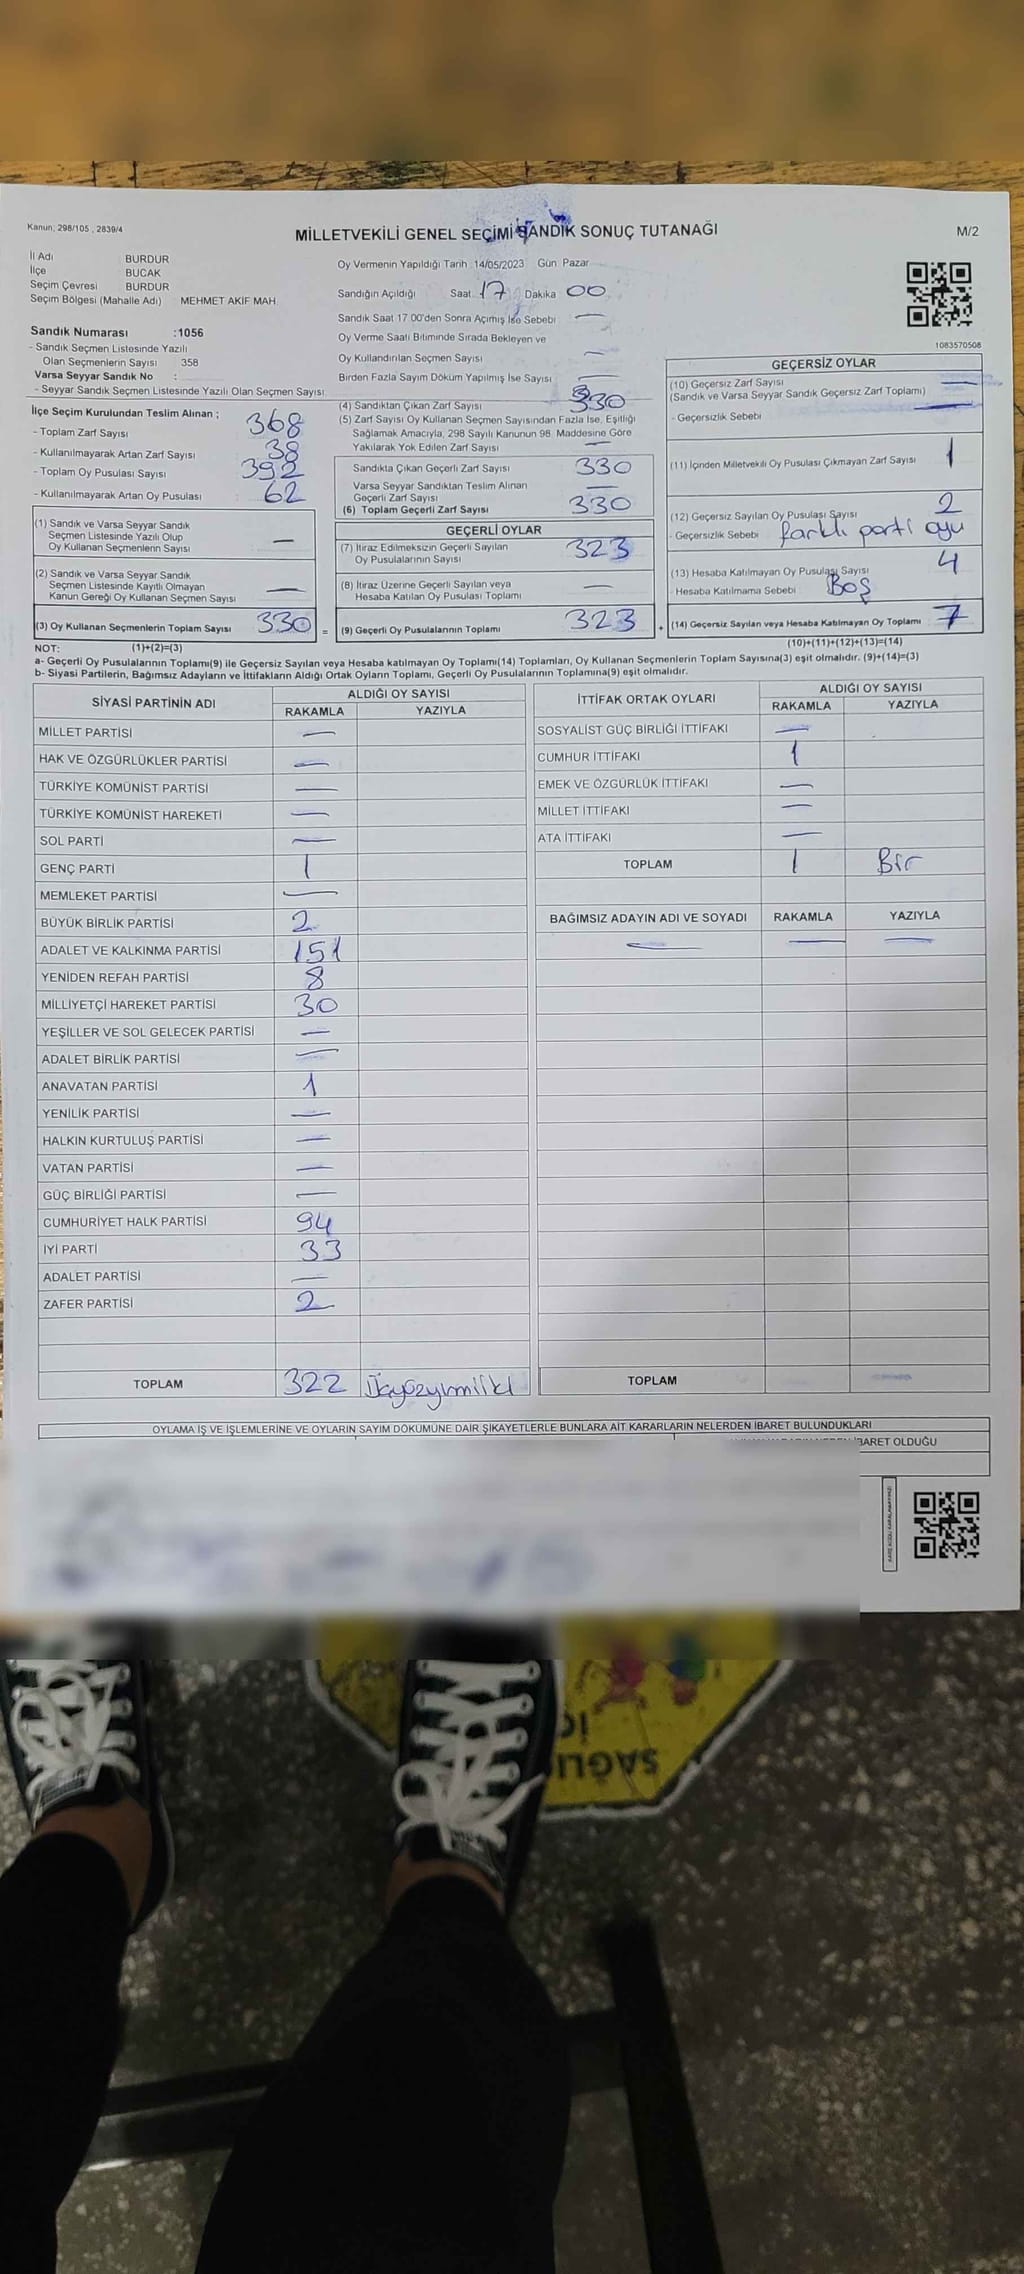 Kanun, 298/105 , 2839/4
MİLLETVEKİLİ GENEL SEÇİMİ SANDIK SONUÇ TUTANAĞI
M/2
İl Adı BURDUR
İlçe BUCAK
Seçim Çevresi BURDUR
Seçim Bölgesi (Mahalle Adı) MEHMET AKİF MAH.
Sandık Numarası :1056
- Sandık Seçmen Listesinde Yazılı
Olan Seçmenlerin Sayısı : 358
Varsa Seyyar Sandık No :
- Seyyar Seçmen Listesinde Yazılı Olan Seçmen Sayısı
Oy Vermenin Yapıldığı Tarih 14/05/2023 Gün Pazar
Sandığın Açıldığı Saat 17 Dakika 00
Sandık Saat 17 00'den Sonra Açılmış İse Sebebi —
Oy Verme Saati Bitiminde Sırada Bekleyen ve
Oy Kullandırılan Seçmen Sayısı —
Birden Fazla Sayım Döküm Yapılmış İse Sayısı —
1083570508
İlçe Seçim Kurulundan Teslim Alınan ;
- Toplam Zarf Sayısı 368
- Kullanılmayarak Artan Zarf Sayısı 38
- Toplam Oy Pusulası Sayısı 392
- Kullanılmayarak Artan Oy Pusulası : 62
(1) Sandık ve Varsa Seyyar Sandık
Seçmen Listesinde Yazılı Olup
Oy Kullanan Seçmenlerin Sayısı —
(2) Sandık ve Varsa Seyyar Sandık
Seçmen Listesinde Kayıtlı Olmayan
Kanun Gereği Oy Kullanan Seçmen Sayısı —
(3) Oy Kullanan Seçmenlerin Toplam Sayısı 330 =
(4) Sandıktan Çıkan Zarf Sayısı 330
(5) Zarf Sayısı Oy Kullanan Seçmen Sayısından Fazla İse, Eşitliği
Sağlamak Amacıyla, 298 Sayılı Kanunun 98. Maddesine Göre
Yakılarak Yok Edilen Zarf Sayısı —
Sandıkta Çıkan Geçerli Zarf Sayısı 330
Varsa Seyyar Sandıktan Teslim Alınan
Geçerli Zarf Sayısı —
(6) Toplam Geçerli Zarf Sayısı 330
GEÇERLİ OYLAR
(7) İtiraz Edilmeksizin Geçerli Sayılan
Oy Pusulalarının Sayısı 323
(8) İtiraz Üzerine Geçerli Sayılan veya
Hesaba Katılan Oy Pusulası Toplamı —
(9) Geçerli Oy Pusulalarının Toplamı 323 +
GEÇERSİZ OYLAR
(10) Geçersiz Zarf Sayısı —
(Sandık ve Varsa Seyyar Sandık Geçersiz Zarf Toplamı)
- Geçersizlik Sebebi —
(11) İçinden Milletvekili Oy Pusulası Çıkmayan Zarf Sayısı 1
(12) Geçersiz Sayılan Oy Pusulası Sayısı 2
- Geçersizlik Sebebi farklı parti oyu
(13) Hesaba Katılmayan Oy Pusulası Sayısı 4
- Hesaba Katılmama Sebebi Boş
(14) Geçersiz Sayılan veya Hesaba Katılmayan Oy Toplamı 7
NOT: (1)+(2)=(3)
(10)+(11)+(12)+(13)=(14)
a- Geçerli Oy Pusulalarının Toplamı(9) ile Geçersiz Sayılan veya Hesaba katılmayan Oy Toplamı(14) Toplamları, Oy Kullanan Seçmenlerin Toplam Sayısına(3) eşit olmalıdır. (9)+(14)=(3)
b- Siyasi Partilerin, Bağımsız Adayların ve İttifakların Aldığı Ortak Oyların Toplamı, Geçerli Oy Pusulalarının Toplamına(9) eşit olmalıdır.
SİYASİ PARTİNİN ADI ALDIĞI OY SAYISI
RAKAMLA YAZIYLA
MİLLET PARTİSİ —
HAK VE ÖZGÜRLÜKLER PARTİSİ —
TÜRKİYE KOMÜNİST PARTİSİ —
TÜRKİYE KOMÜNİST HAREKETİ —
SOL PARTİ —
GENÇ PARTİ 1
MEMLEKET PARTİSİ —
BÜYÜK BİRLİK PARTİSİ 2
ADALET VE KALKINMA PARTİSİ 151
YENİDEN REFAH PARTİSİ 8
MİLLİYETÇİ HAREKET PARTİSİ 30
YEŞİLLER VE SOL GELECEK PARTİSİ —
ADALET BİRLİK PARTİSİ —
ANAVATAN PARTİSİ 1
YENİLİK PARTİSİ —
HALKIN KURTULUŞ PARTİSİ —
VATAN PARTİSİ —
GÜÇ BİRLİĞİ PARTİSİ —
CUMHURİYET HALK PARTİSİ 94
İYİ PARTİ 33
ADALET PARTİSİ —
ZAFER PARTİSİ 2
TOPLAM 322 Üçyüzyirmiiki
İTTİFAK ORTAK OYLARI ALDIĞI OY SAYISI
RAKAMLA YAZIYLA
SOSYALİST GÜÇ BİRLİĞİ İTTİFAKI —
CUMHUR İTTİFAKI 1
EMEK VE ÖZGÜRLÜK İTTİFAKI —
MİLLET İTTİFAKI —
ATA İTTİFAKI —
TOPLAM 1 Bir
BAĞIMSIZ ADAYIN ADI VE SOYADI RAKAMLA YAZIYLA
— — —
TOPLAM
OYLAMA İŞ VE İŞLEMLERİNE VE OYLARIN SAYIM DÖKÜMÜNE DAİR ŞİKAYETLERLE BUNLARA AİT KARARLARIN NELERDEN İBARET BULUNDUKLARI
İBARET OLDUĞU
SAĞLI